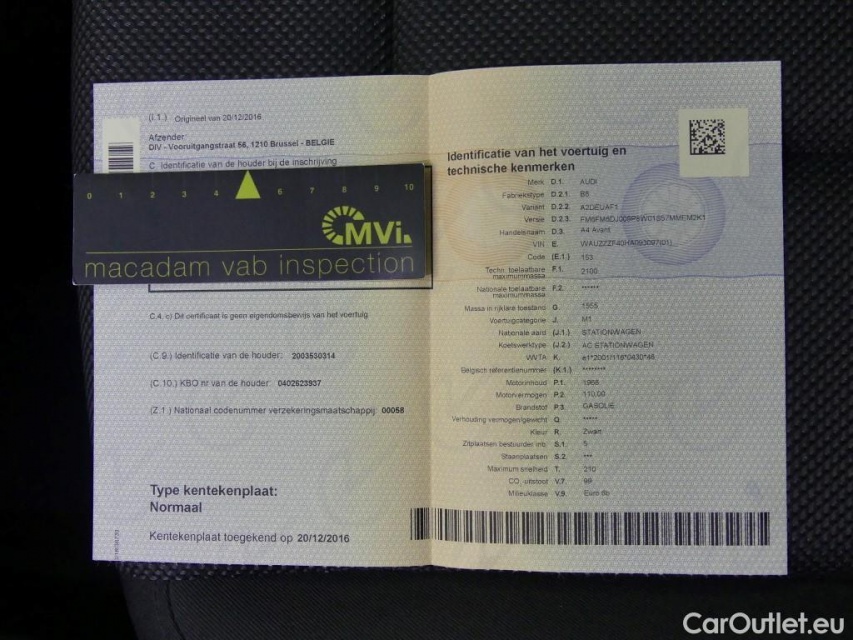 (I.1.) Origineel van 20/12/2016
Afzender:
DIV - Vooruitgangstraat 56, 1210 Brussel - BELGIE
C. Identificatie van de houder bij de inschrijving
0 1 2 3 4 6 7 8 9 10
MVi.
macadam vab inspection
C.4. c) Dit certificaat is geen eigendomsbewijs van het voertuig
(C.9.) Identificatie van de houder: 2003530314
(C.10.) KBO nr van de houder: 0402623937
(Z.1.) Nationaal codenummer verzekeringsmaatschappij: 00058
Type kentekenplaat:
Normaal
Kentekenplaat toegekend op 20/12/2016
Identificatie van het voertuig en
technische kenmerken
Merk D.1. AUDI
Fabriekstype D.2.1. B8
Variant D.2.2. A2DEUAF1
Versie D.2.3.
Handelsnaam D.3. A4 Avant
VIN E.
Code (E.1.) 153
Techn. toelaatbare maximummassa F.1. 2100
Nationale toelaatbare maximummassa F.2. ******
Massa in rijklare toestand G. 1555
Voertuigcategorie J. M1
Nationale aard (J.1.) STATIONWAGEN
Koetswerktype (J.2.) AC STATIONWAGEN
WVTA K. e1*2001/116*0430*46
Belgisch referentienummer (K.1.) ********
Motorinhoud P.1. 1968
Motorvermogen P.2. 110,00
Brandstof P.3. GASOLIE
Verhouding vermogen/gewicht Q. *****
Kleur R. Zwart
Zitplaatsen bestuurder inb. S.1. 5
Staanplaatsen S.2. ***
Maximum snelheid T. 210
CO₂ uitstoot V.7. 99
Milieuklasse V.9. Euro 6b
CarOutlet.eu